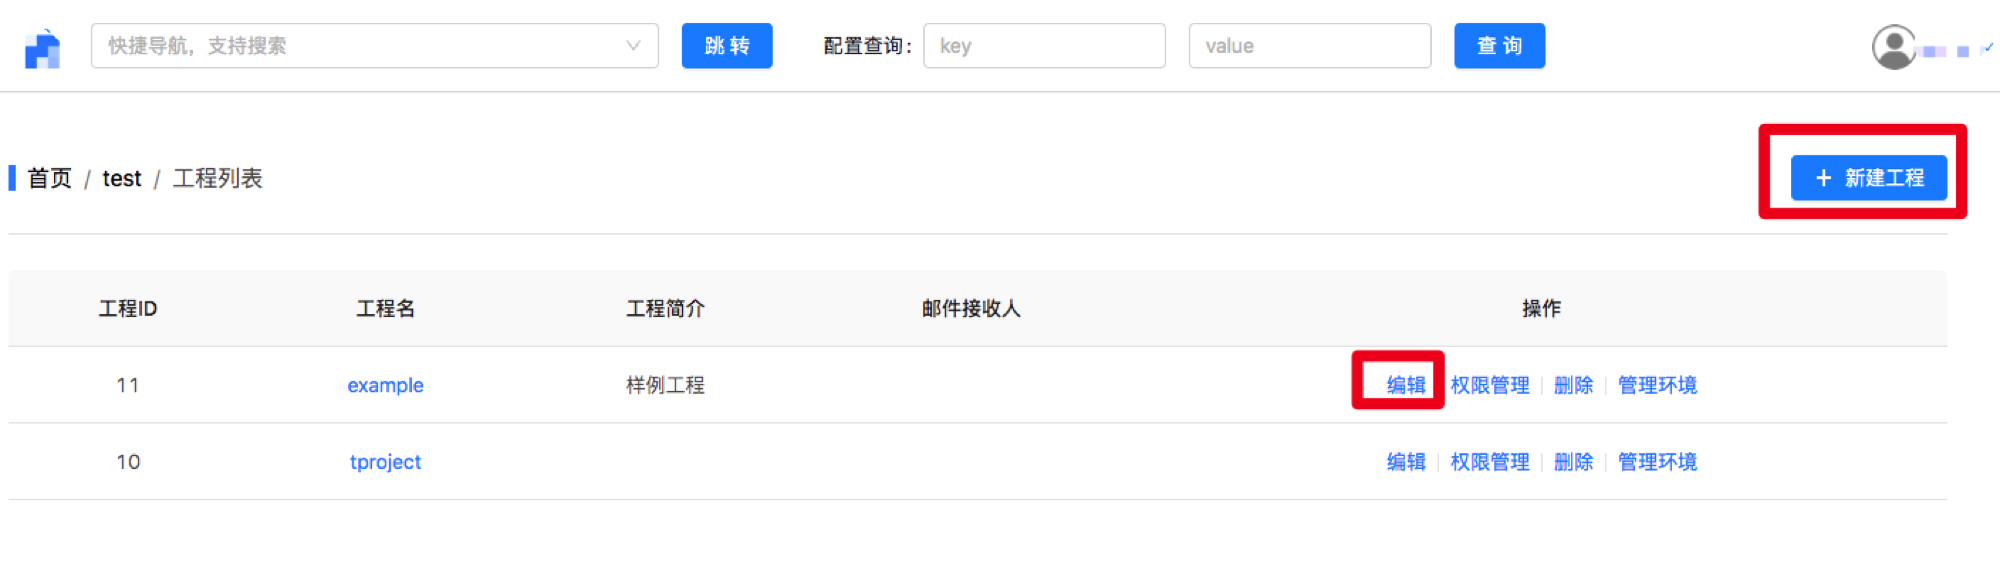 快捷导航，支持搜索 跳 转 配置查询： key value 查 询
首页 / test / 工程列表 + 新建工程
工程ID 工程名 工程简介 邮件接收人 操作
11 example 样例工程 编辑 权限管理 删除 管理环境
10 tproject 编辑 权限管理 删除 管理环境